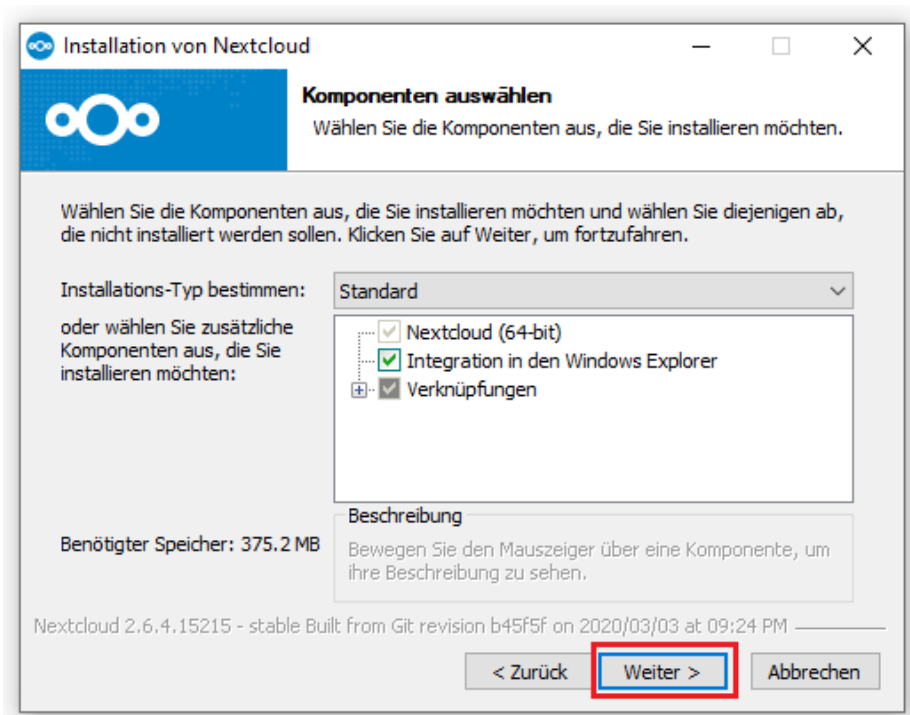 Installation von Nextcloud
Komponenten auswählen
Wählen Sie die Komponenten aus, die Sie installieren möchten.
Wählen Sie die Komponenten aus, die Sie installieren möchten und wählen Sie diejenigen ab,
die nicht installiert werden sollen. Klicken Sie auf Weiter, um fortzufahren.
Installations-Typ bestimmen:
Standard
oder wählen Sie zusätzliche
Komponenten aus, die Sie
installieren möchten:
Nextcloud (64-bit)
Integration in den Windows Explorer
Verknüpfungen
Benötigter Speicher: 375.2 MB
Beschreibung
Bewegen Sie den Mauszeiger über eine Komponente, um
ihre Beschreibung zu sehen.
Nextcloud 2.6.4.15215 - stable Built from Git revision b45f5f on 2020/03/03 at 09:24 PM
< Zurück
Weiter >
Abbrechen